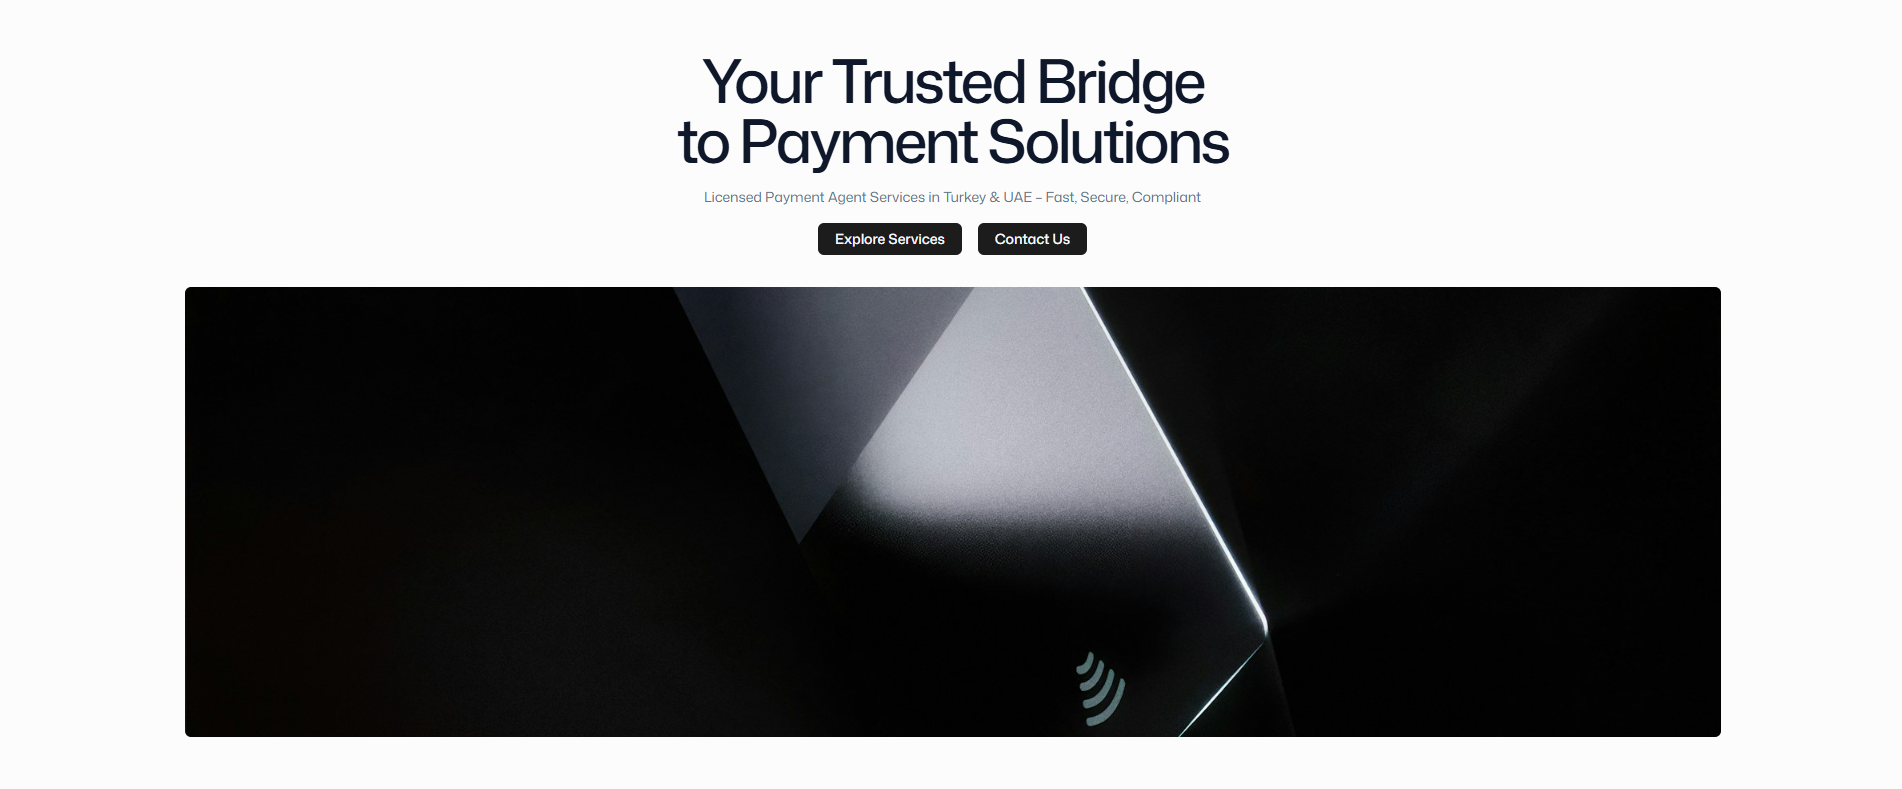 Your Trusted Bridge
to Payment Solutions
Licensed Payment Agent Services in Turkey & UAE – Fast, Secure, Compliant
Explore Services
Contact Us